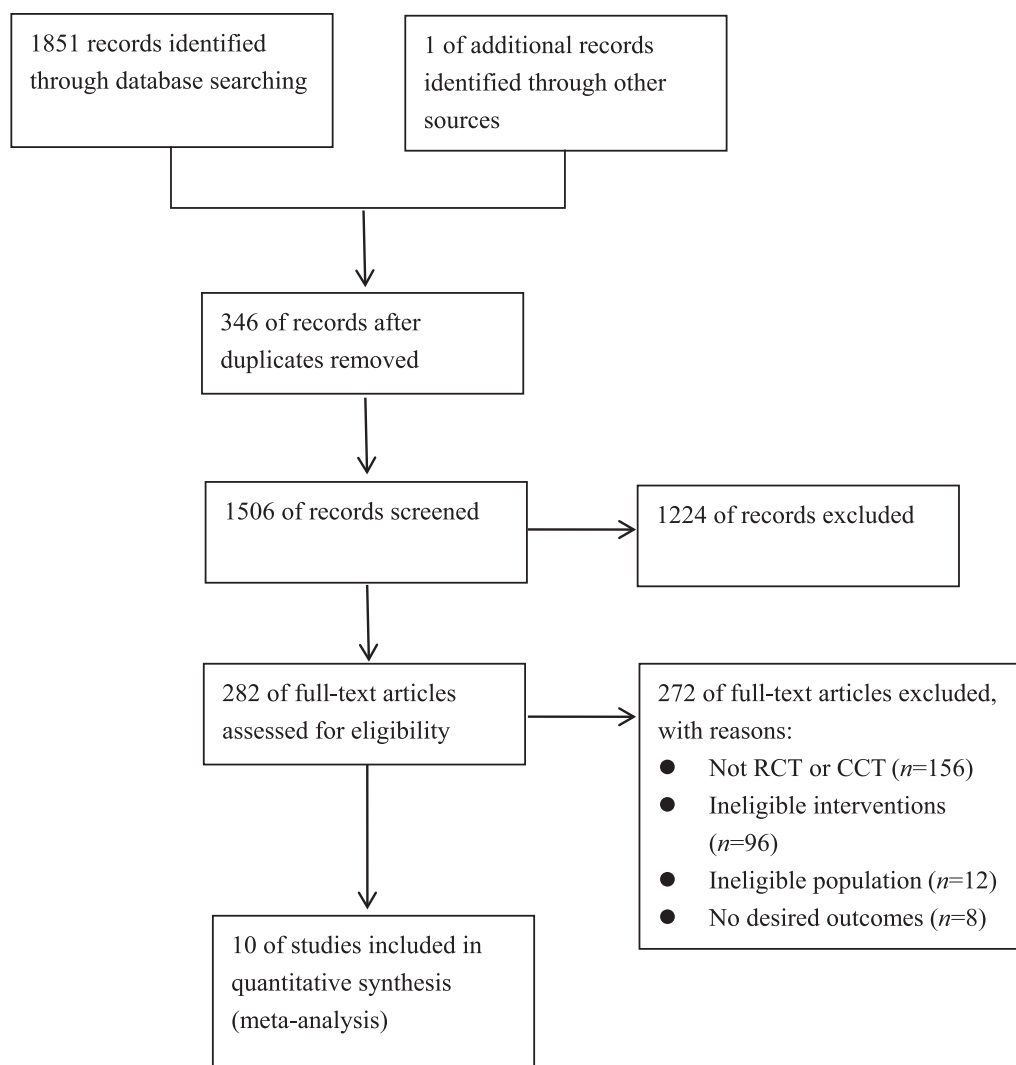 1851 records identified
through database searching
1 of additional records
identified through other
sources
346 of records after
duplicates removed
1506 of records screened
1224 of records excluded
282 of full-text articles
assessed for eligibility
272 of full-text articles excluded,
with reasons:
● Not RCT or CCT (n=156)
● Ineligible interventions
(n=96)
● Ineligible population (n=12)
● No desired outcomes (n=8)
10 of studies included in
quantitative synthesis
(meta-analysis)